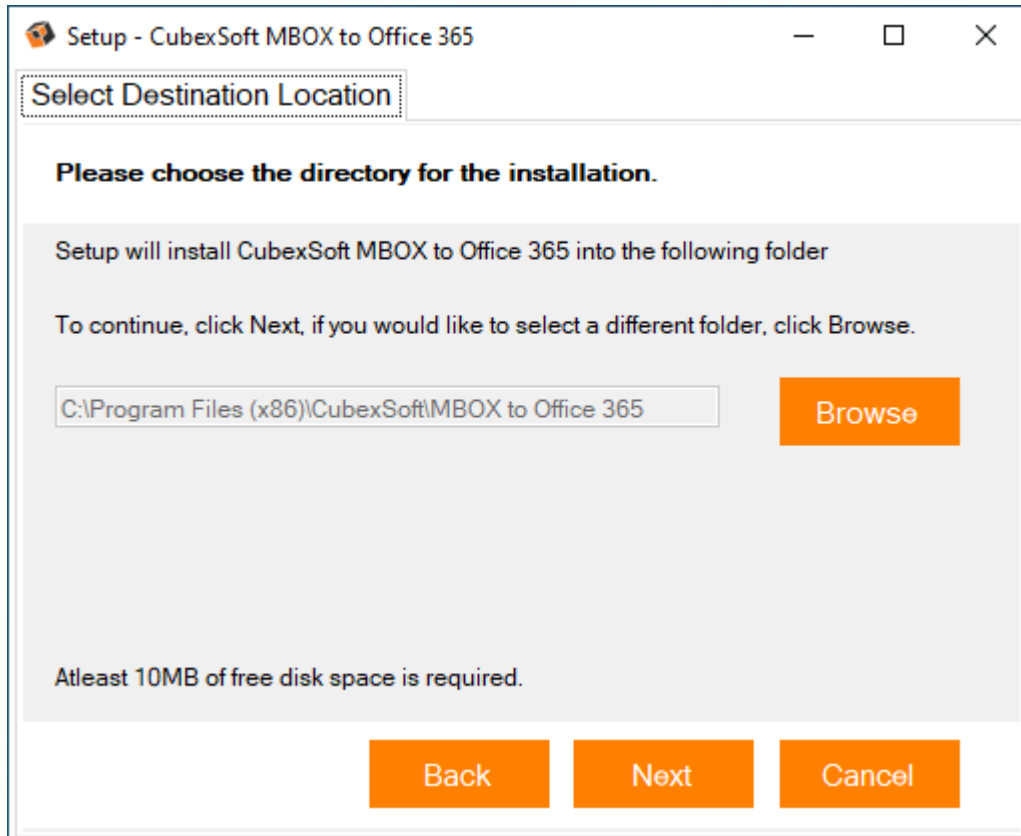 Setup - CubexSoft MBOX to Office 365
Select Destination Location
Please choose the directory for the installation.
Setup will install CubexSoft MBOX to Office 365 into the following folder
To continue, click Next, if you would like to select a different folder, click Browse.
C:\Program Files (x86)\CubexSoft\MBOX to Office 365
Browse
Atleast 10MB of free disk space is required.
Back
Next
Cancel